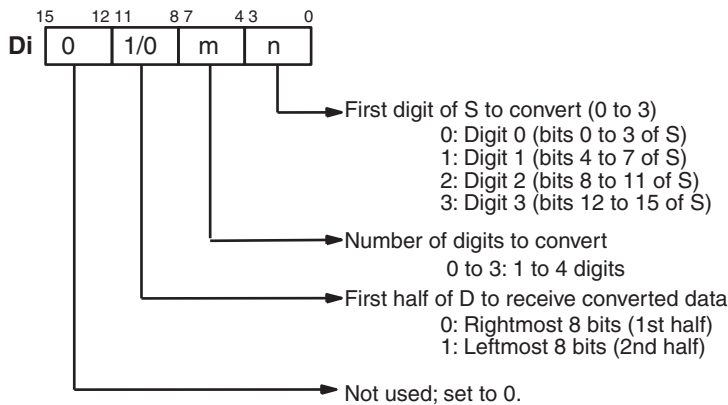 15 12 11 8 7 4 3 0
Di 0 1/0 m n
First digit of S to convert (0 to 3)
0: Digit 0 (bits 0 to 3 of S)
1: Digit 1 (bits 4 to 7 of S)
2: Digit 2 (bits 8 to 11 of S)
3: Digit 3 (bits 12 to 15 of S)
Number of digits to convert
0 to 3: 1 to 4 digits
First half of D to receive converted data
0: Rightmost 8 bits (1st half)
1: Leftmost 8 bits (2nd half)
Not used; set to 0.